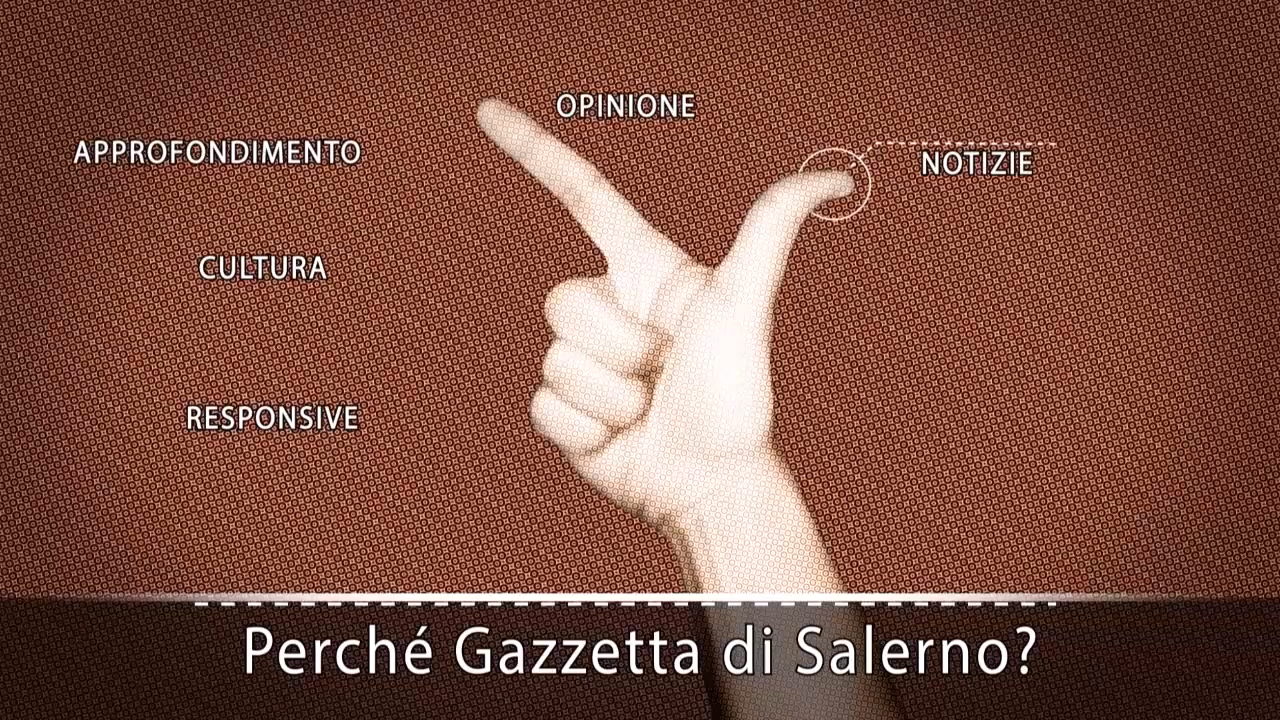 OPINIONE
APPROFONDIMENTO
NOTIZIE
CULTURA
RESPONSIVE
Perché Gazzetta di Salerno?